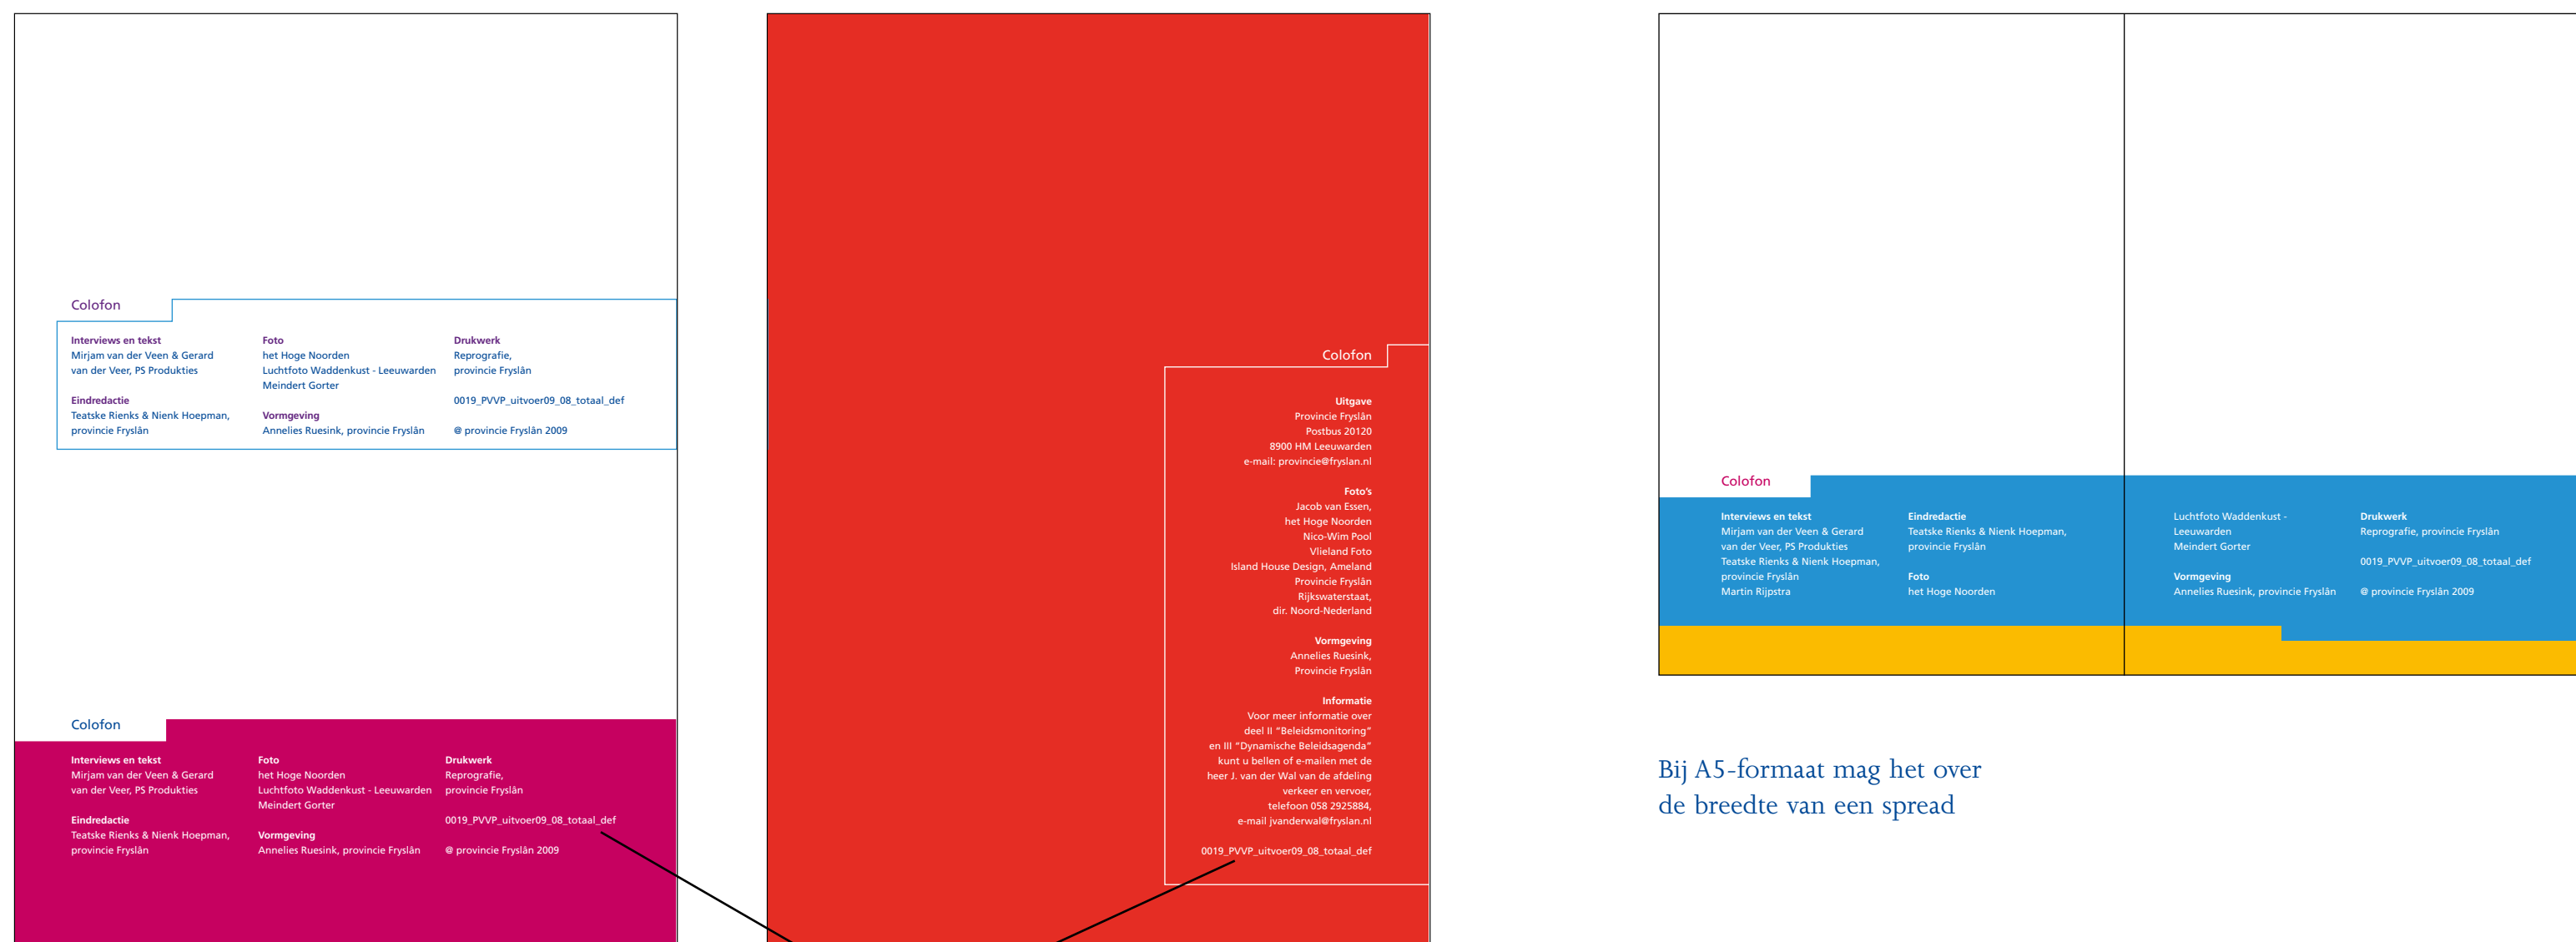 Colofon
Interviews en tekst
Mirjam van der Veen & Gerard
van der Veer, PS Produkties
Eindredactie
Teatske Rienks & Nienk Hoepman,
provincie Fryslân
Foto
het Hoge Noorden
Luchtfoto Waddenkust - Leeuwarden
Meindert Gorter
Vormgeving
Annelies Ruesink, provincie Fryslân
Drukwerk
Reprografie,
provincie Fryslân
0019_PVVP_uitvoer09_08_totaal_def
@ provincie Fryslân 2009
Colofon
Interviews en tekst
Mirjam van der Veen & Gerard
van der Veer, PS Produkties
Eindredactie
Teatske Rienks & Nienk Hoepman,
provincie Fryslân
Foto
het Hoge Noorden
Luchtfoto Waddenkust - Leeuwarden
Meindert Gorter
Vormgeving
Annelies Ruesink, provincie Fryslân
Drukwerk
Reprografie,
provincie Fryslân
0019_PVVP_uitvoer09_08_totaal_def
@ provincie Fryslân 2009
Colofon
Uitgave
Provincie Fryslân
Postbus 20120
8900 HM Leeuwarden
e-mail: provincie@fryslan.nl
Foto's
Jacob van Essen,
het Hoge Noorden
Nico-Wim Pool
Vlieland Foto
Island House Design, Ameland
Provincie Fryslân
Rijkswaterstaat,
dir. Noord-Nederland
Vormgeving
Annelies Ruesink,
Provincie Fryslân
Informatie
Voor meer informatie over
deel II “Beleidsmonitoring”
en III “Dynamische Beleidsagenda”
kunt u bellen of e-mailen met de
heer J. van der Wal van de afdeling
verkeer en vervoer,
telefoon 058 2925884,
e-mail jvanderwal@fryslan.nl
0019_PVVP_uitvoer09_08_totaal_def
Colofon
Interviews en tekst
Mirjam van der Veen & Gerard
van der Veer, PS Produkties
Teatske Rienks & Nienk Hoepman,
provincie Fryslân
Martin Rijpstra
Eindredactie
Teatske Rienks & Nienk Hoepman,
provincie Fryslân
Foto
het Hoge Noorden
Luchtfoto Waddenkust -
Leeuwarden
Meindert Gorter
Vormgeving
Annelies Ruesink, provincie Fryslân
Drukwerk
Reprografie, provincie Fryslân
0019_PVVP_uitvoer09_08_totaal_def
@ provincie Fryslân 2009
Bij A5-formaat mag het over
de breedte van een spread